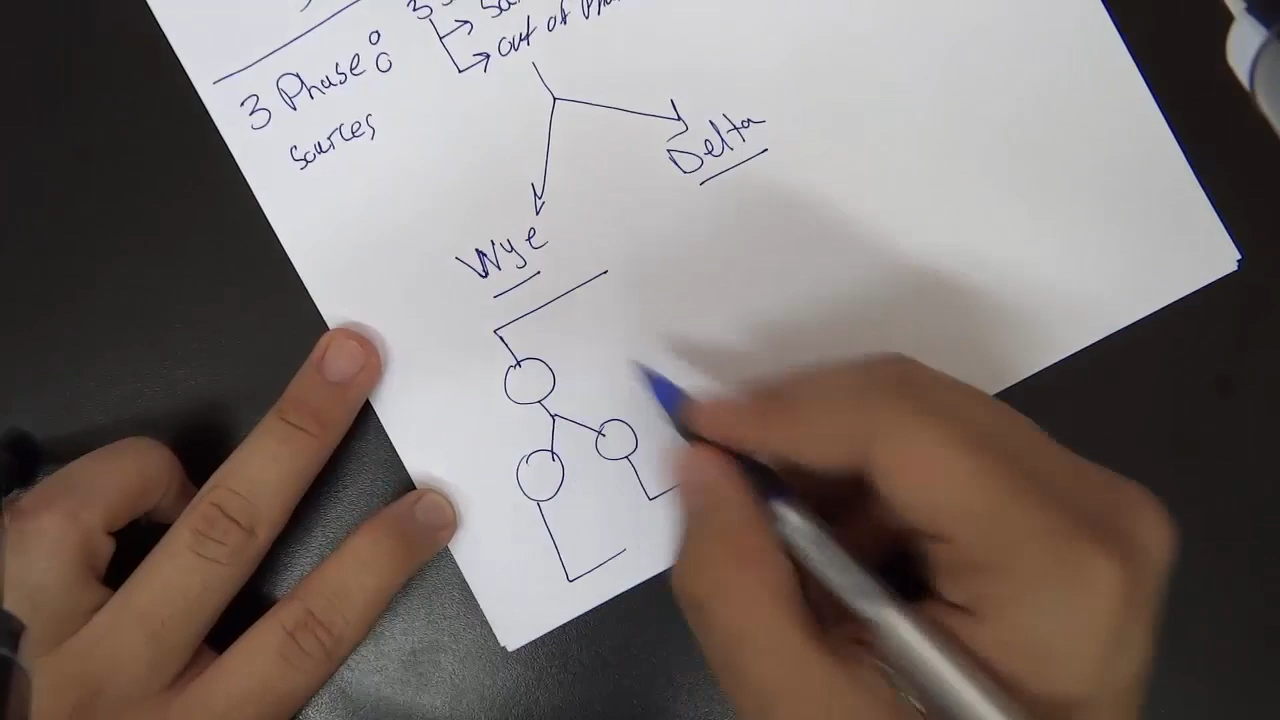 3 Phase :
sources
out of
Delta
Wye